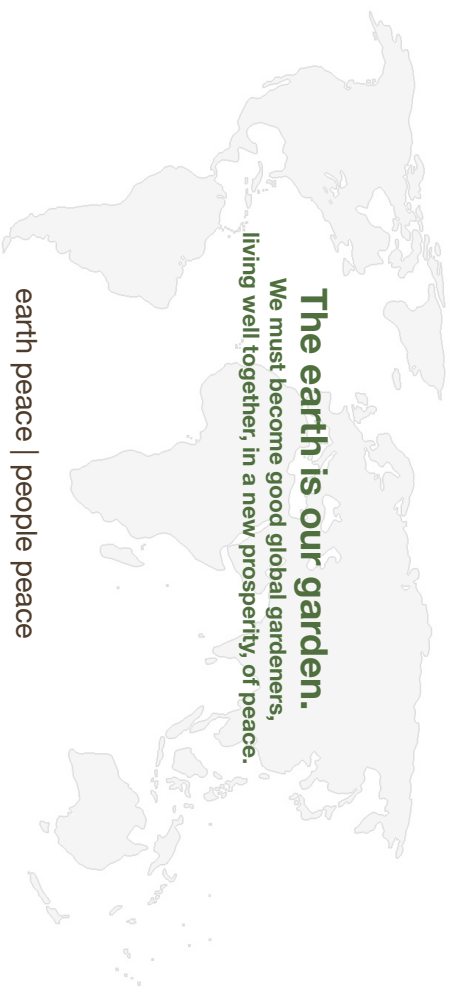 The earth is our garden.
We must become good global gardeners,
living well together, in a new prosperity, of peace.
earth peace | people peace